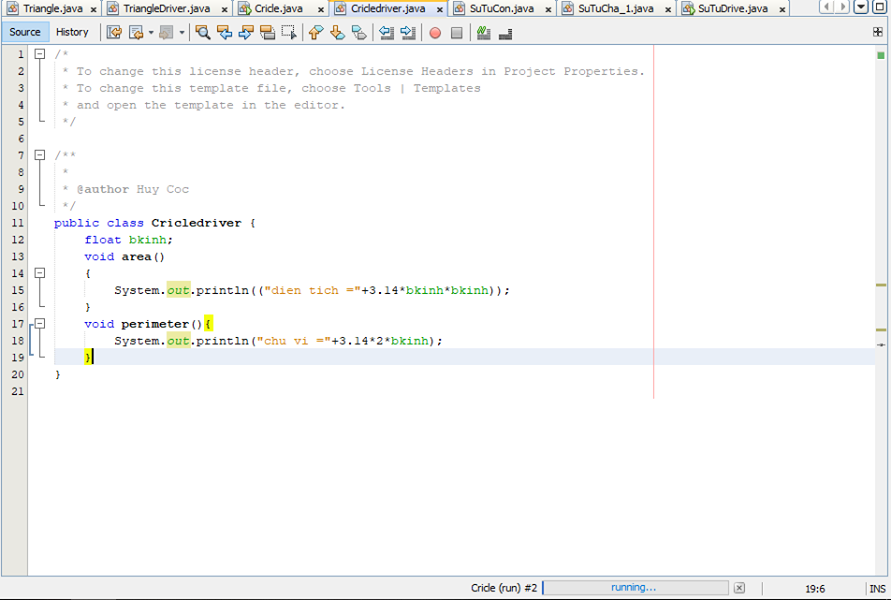 Triangle.java x TriangleDriver.java x Cricle.java x Cricledriver.java x SuTuCon.java x SuTuCha_1.java x SuTuDrive.java x
Source History
1 /*
2 * To change this license header, choose License Headers in Project Properties.
3 * To change this template file, choose Tools | Templates
4 * and open the template in the editor.
5 */
6
7 /**
8 *
9 * @author Huy Coc
10 */
11 public class Cricledriver {
12 float bkinh;
13 void area()
14 {
15 System.out.println(("dien tich ="+3.14*bkinh*bkinh));
16 }
17 void perimeter(){
18 System.out.println("chu vi ="+3.14*2*bkinh);
19 }
20 }
21
Cricle (run) #2 running... 19:6 INS